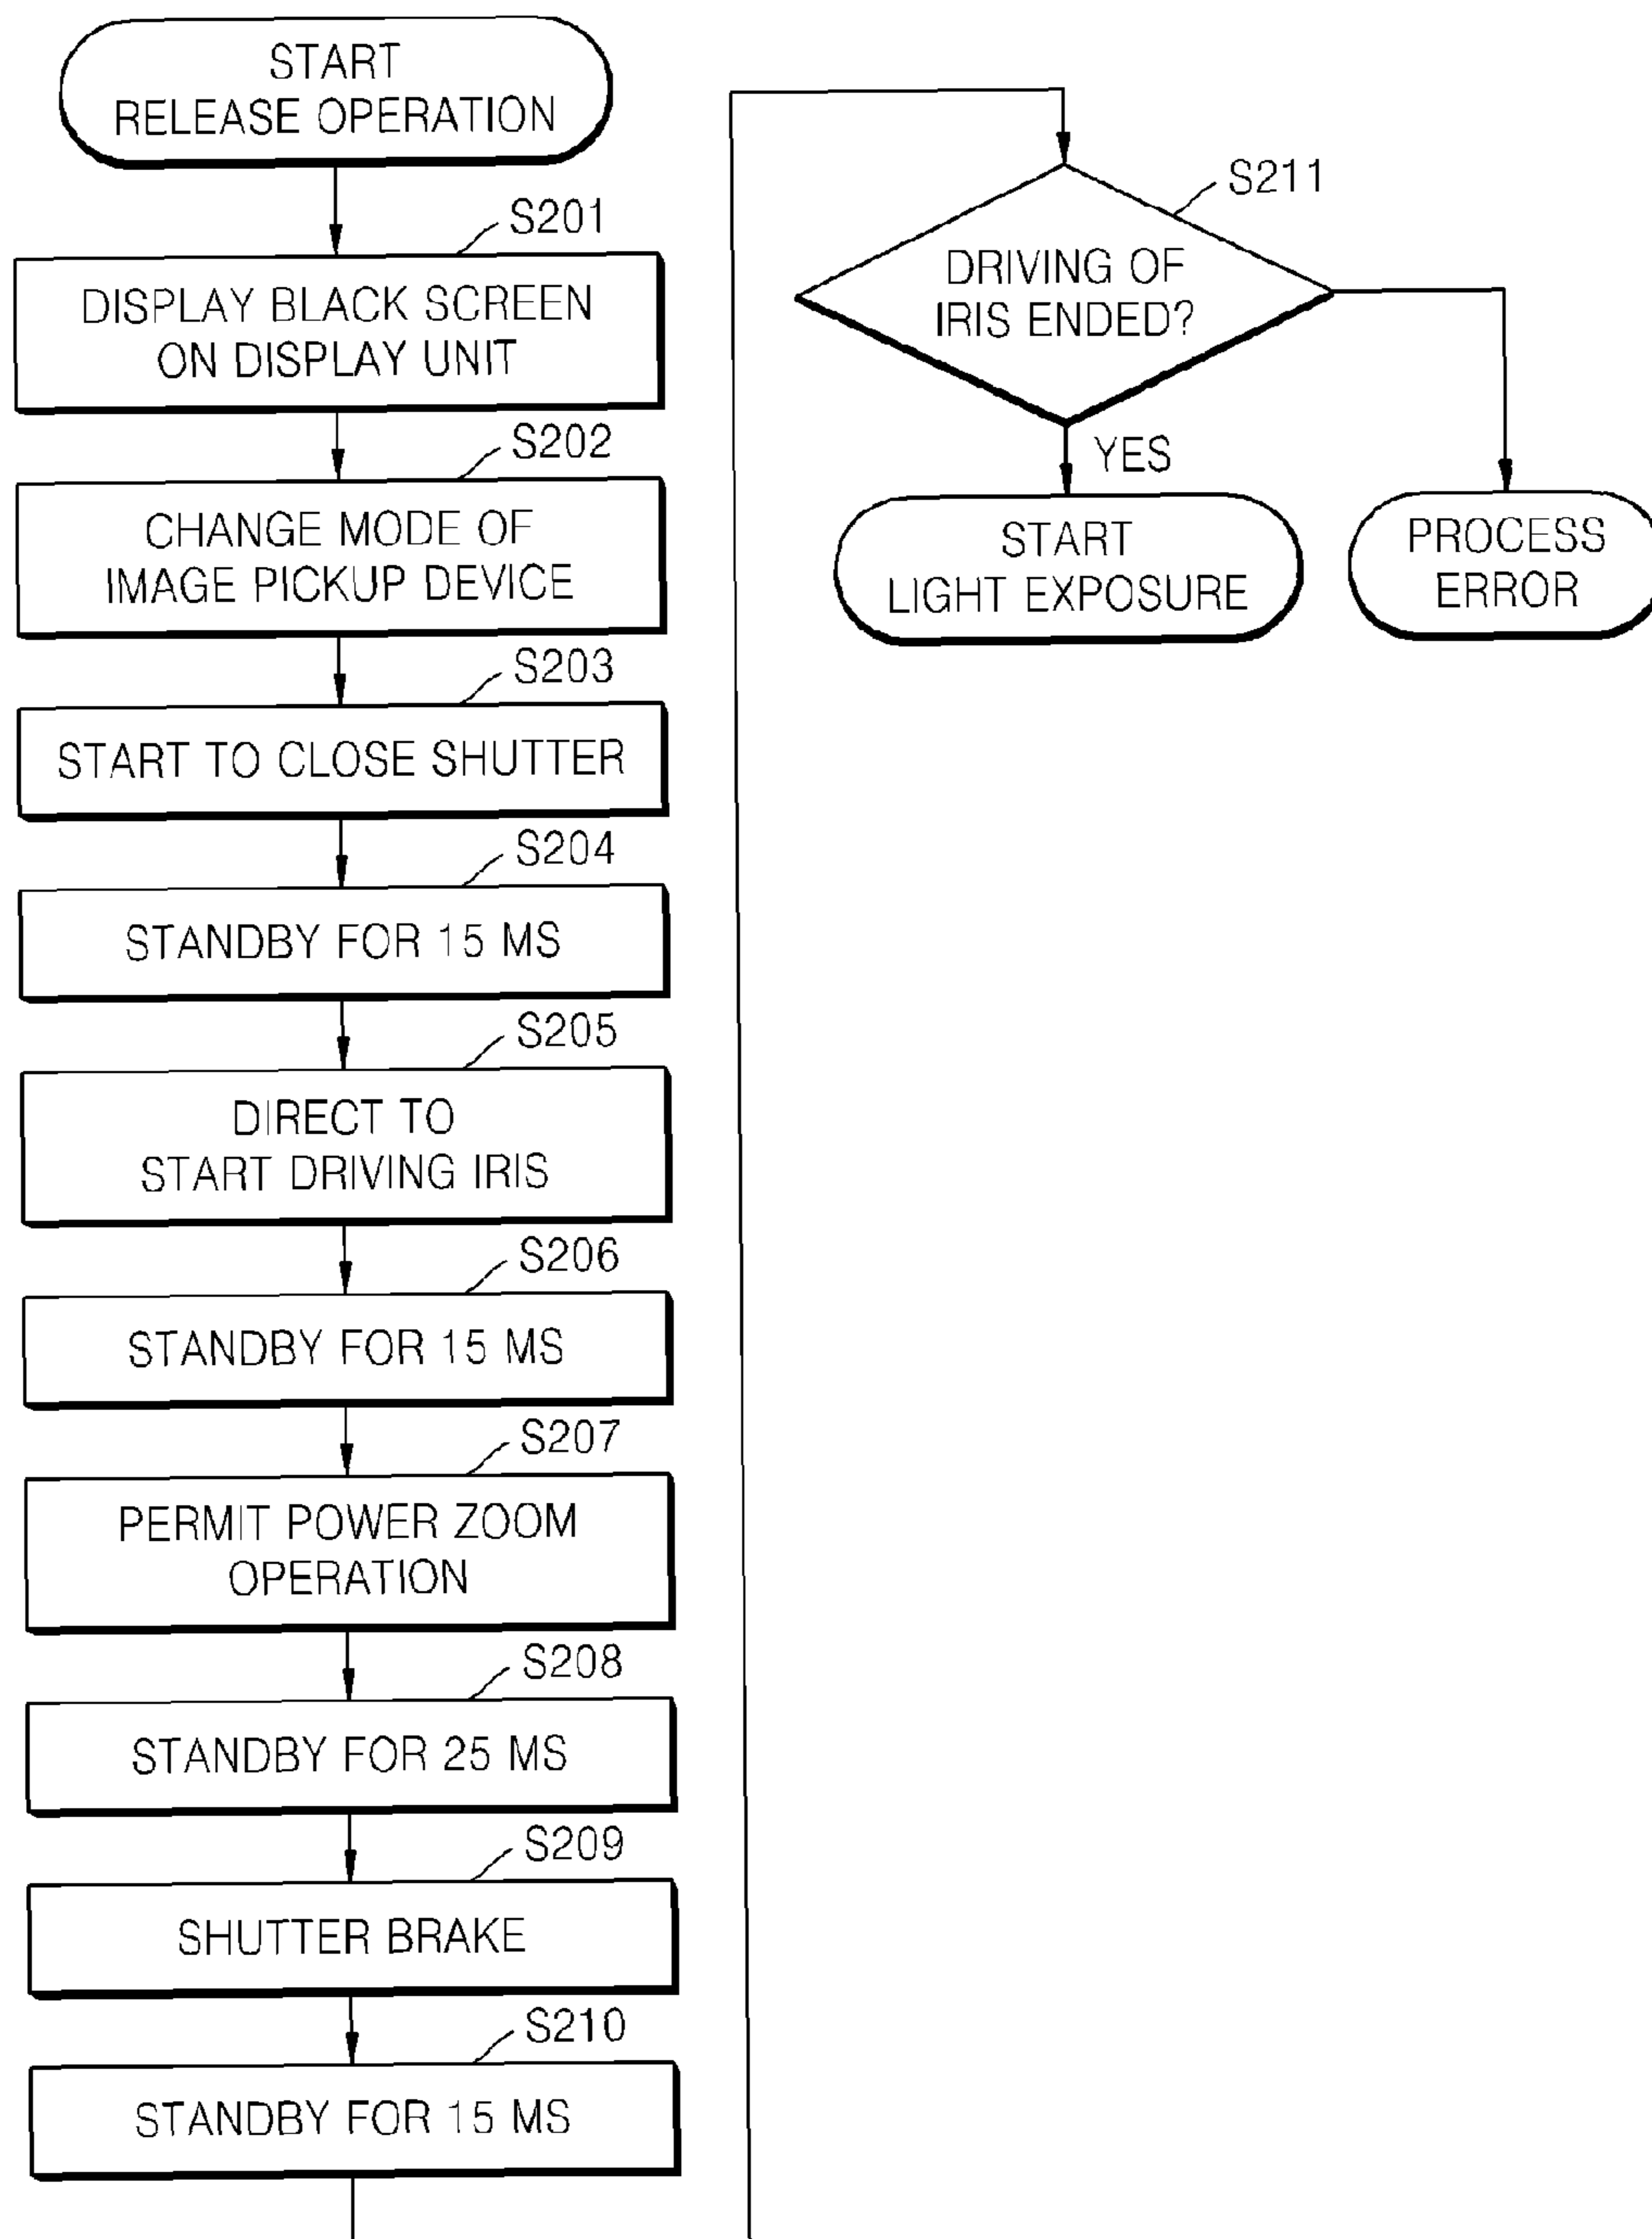 START
RELEASE OPERATION
S201
DISPLAY BLACK SCREEN
ON DISPLAY UNIT
S202
CHANGE MODE OF
IMAGE PICKUP DEVICE
S203
START TO CLOSE SHUTTER
S204
STANDBY FOR 15 MS
S205
DIRECT TO
START DRIVING IRIS
S206
STANDBY FOR 15 MS
S207
PERMIT POWER ZOOM
OPERATION
S208
STANDBY FOR 25 MS
S209
SHUTTER BRAKE
S210
STANDBY FOR 15 MS
S211
DRIVING OF
IRIS ENDED?
YES
START
LIGHT EXPOSURE
PROCESS
ERROR